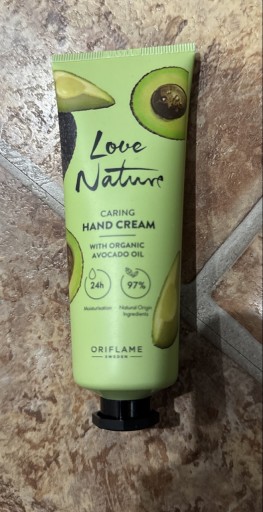 Love
Nature
CARING
HAND CREAM
WITH ORGANIC
AVOCADO OIL
24h
97%
Moisturisation
Natural Origin
Ingredients
ORIFLAME
SWEDEN